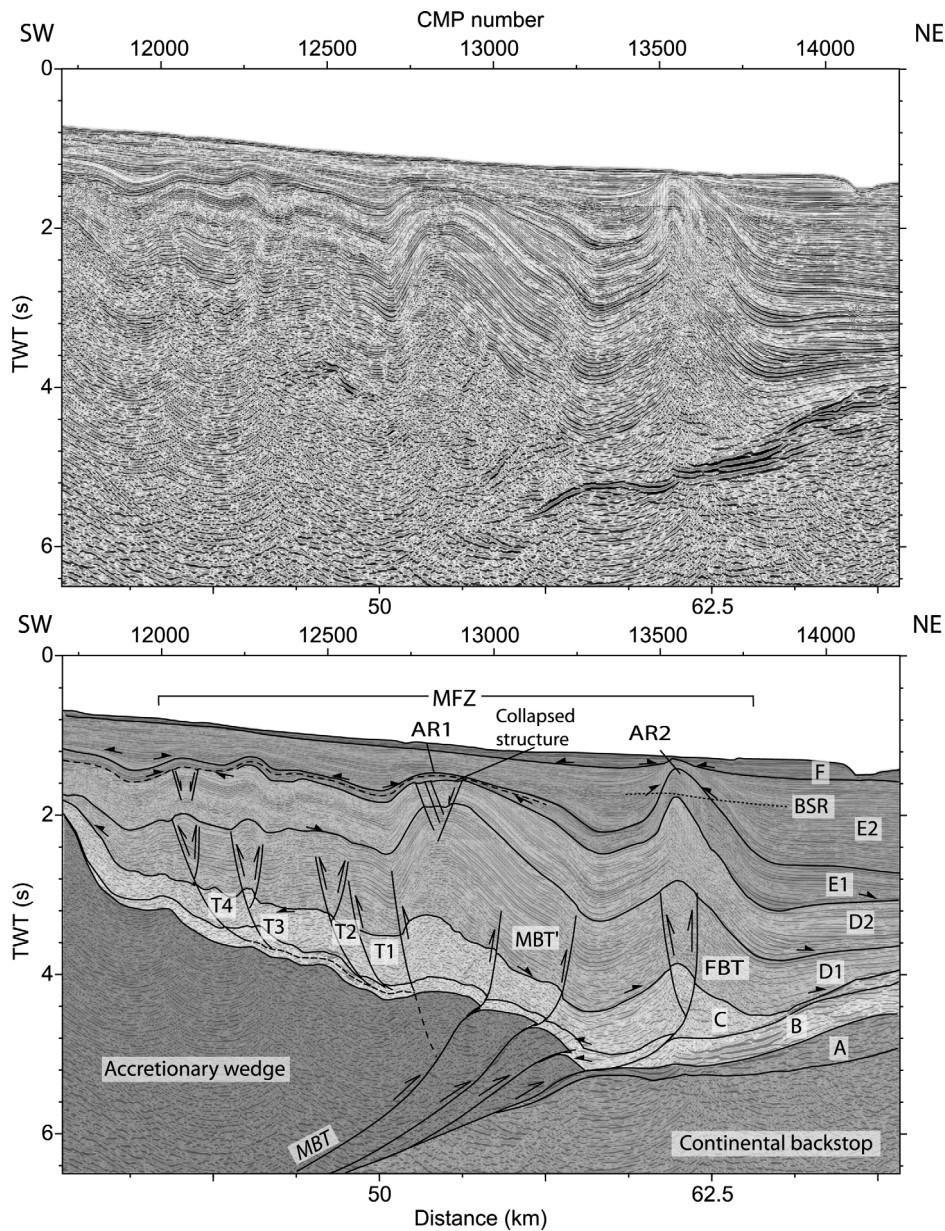 CMP number
SW 12000 12500 13000 13500 14000 NE
0
2
TWT (s)
4
6
50 62.5
SW 12000 12500 13000 13500 14000 NE
0
MFZ
AR1 Collapsed structure AR2
F
2
BSR
E2
E1
D2
TWT (s)
T4 T3 T2 T1 MBT' FBT D1
4
C B
A
Accretionary wedge
MBT
Continental backstop
6
50 62.5
Distance (km)